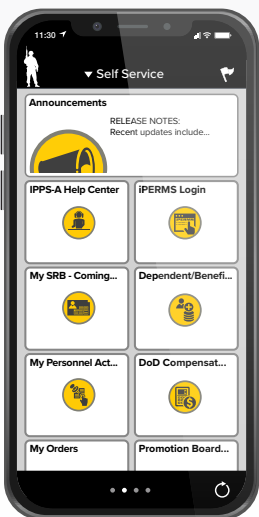 11:30
Self Service
Announcements
RELEASE NOTES:
Recent updates include...
IPPS-A Help Center
iPERMS Login
My SRB - Coming...
Dependent/Benefi...
My Personnel Act...
DoD Compensat...
My Orders
Promotion Board...